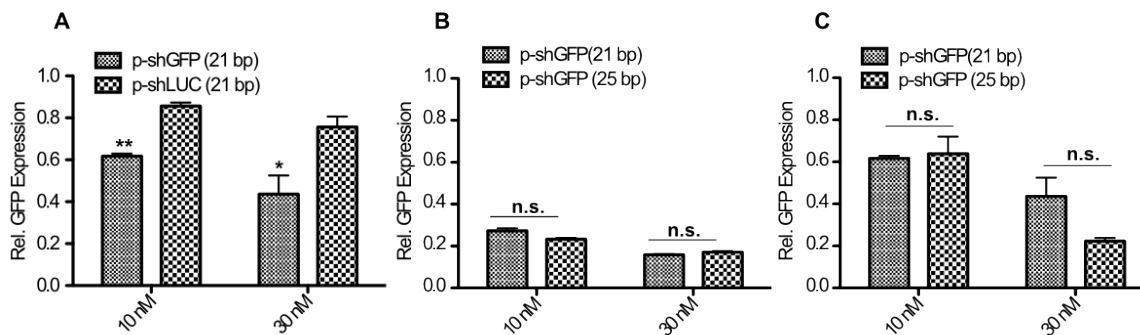 A
p-shGFP (21 bp)
p-shLUC (21 bp)
Rel. GFP Expression
1.0
0.8
0.6
0.4
0.2
0.0
**
*
10 nM
30 nM
B
p-shGFP(21 bp)
p-shGFP (25 bp)
Rel. GFP Expression
1.0
0.8
0.6
0.4
0.2
0.0
n.s.
n.s.
10 nM
30 nM
C
p-shGFP(21 bp)
p-shGFP (25 bp)
Rel. GFP Expression
1.0
0.8
0.6
0.4
0.2
0.0
n.s.
n.s.
10 nM
30 nM